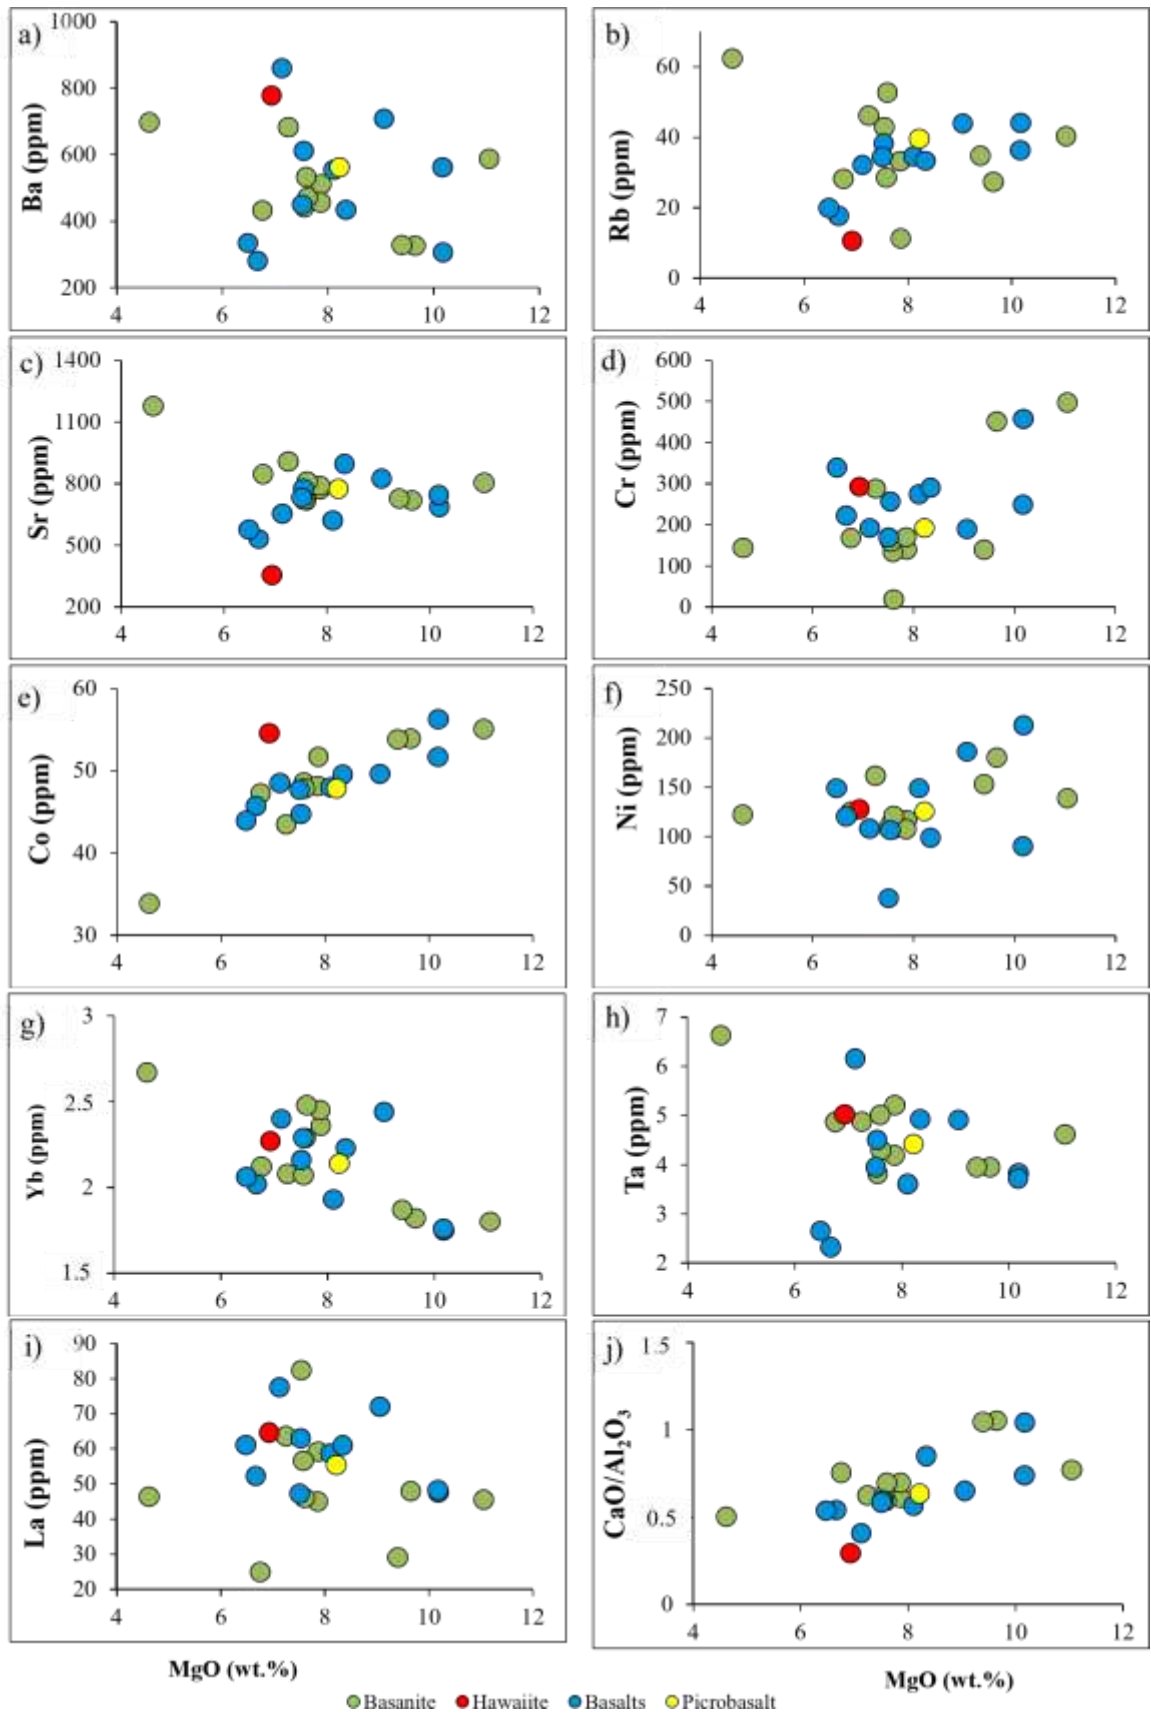 a)
Ba (ppm)
1000
800
600
400
200
4 6 8 10 12
b)
Rb (ppm)
60
40
20
0
4 6 8 10 12
c)
Sr (ppm)
1400
1100
800
500
200
4 6 8 10 12
d)
Cr (ppm)
600
500
400
300
200
100
0
4 6 8 10 12
e)
Co (ppm)
60
50
40
30
4 6 8 10 12
f)
Ni (ppm)
250
200
150
100
50
0
4 6 8 10 12
g)
Yb (ppm)
3
2.5
2
1.5
4 6 8 10 12
h)
Ta (ppm)
7
6
5
4
3
2
4 6 8 10 12
i)
La (ppm)
90
80
70
60
50
40
30
20
4 6 8 10 12
j)
CaO/Al₂O₃
1.5
1
0.5
0
4 6 8 10 12
MgO (wt.%)
MgO (wt.%)
Basanite Hawaiite Basalts Picrobasalt